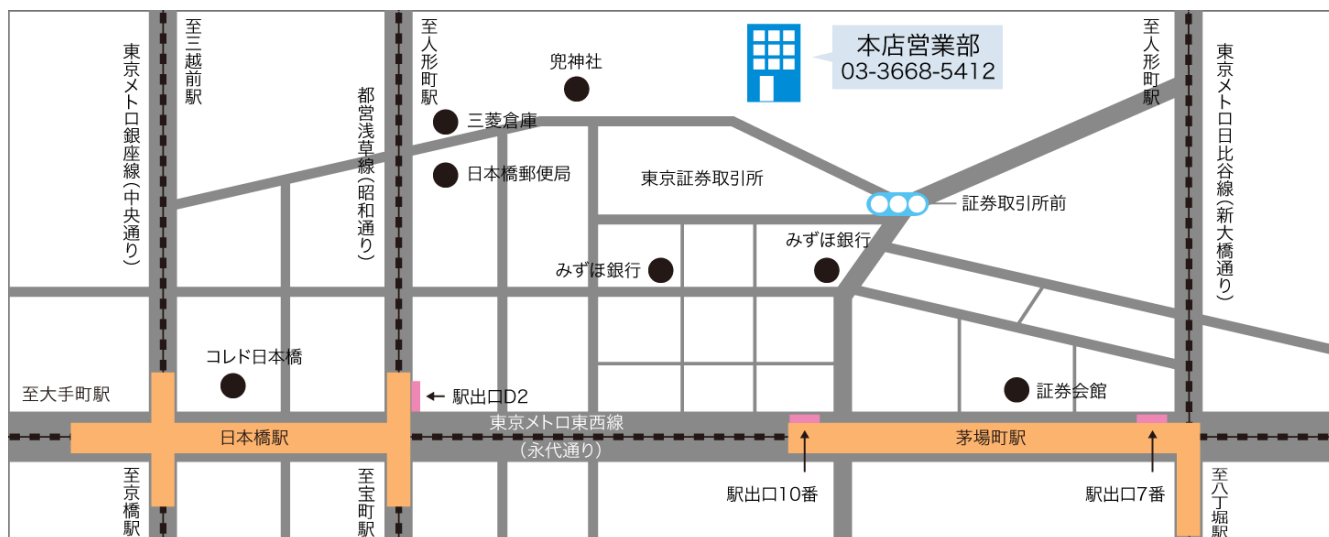 東京メトロ銀座線(中央通り)
至三越前駅
都営浅草線(昭和通り)
至人形町駅
兜神社
三菱倉庫
日本橋郵便局
本店営業部
03-3668-5412
至人形町駅
東京メトロ日比谷線(新大橋通り)
東京証券取引所
証券取引所前
みずほ銀行
みずほ銀行
コレド日本橋
至大手町駅
駅出口D2
証券会館
東京メトロ東西線
(永代通り)
日本橋駅
茅場町駅
至京橋駅
至宝町駅
駅出口10番
駅出口7番
至八丁堀駅